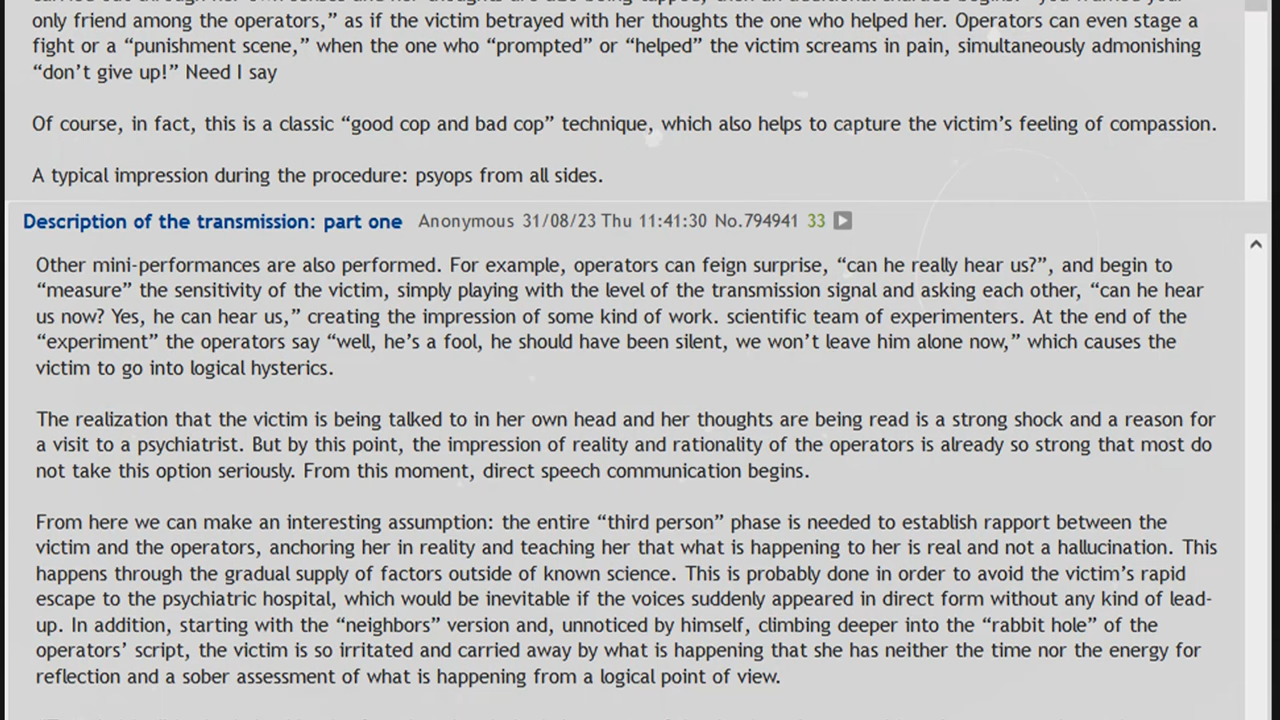 only friend among the operators,” as if the victim betrayed with her thoughts the one who helped her. Operators can even stage a
fight or a “punishment scene,” when the one who “prompted” or “helped” the victim screams in pain, simultaneously admonishing
“don’t give up!” Need I say
Of course, in fact, this is a classic “good cop and bad cop” technique, which also helps to capture the victim’s feeling of compassion.
A typical impression during the procedure: psyops from all sides.
Description of the transmission: part one Anonymous 31/08/23 Thu 11:41:30 No.794941 33
Other mini-performances are also performed. For example, operators can feign surprise, “can he really hear us?”, and begin to
“measure” the sensitivity of the victim, simply playing with the level of the transmission signal and asking each other, “can he hear
us now? Yes, he can hear us,” creating the impression of some kind of work. scientific team of experimenters. At the end of the
“experiment” the operators say “well, he’s a fool, he should have been silent, we won’t leave him alone now,” which causes the
victim to go into logical hysterics.
The realization that the victim is being talked to in her own head and her thoughts are being read is a strong shock and a reason for
a visit to a psychiatrist. But by this point, the impression of reality and rationality of the operators is already so strong that most do
not take this option seriously. From this moment, direct speech communication begins.
From here we can make an interesting assumption: the entire “third person” phase is needed to establish rapport between the
victim and the operators, anchoring her in reality and teaching her that what is happening to her is real and not a hallucination. This
happens through the gradual supply of factors outside of known science. This is probably done in order to avoid the victim’s rapid
escape to the psychiatric hospital, which would be inevitable if the voices suddenly appeared in direct form without any kind of lead-
up. In addition, starting with the “neighbors” version and, unnoticed by himself, climbing deeper into the “rabbit hole” of the
operators’ script, the victim is so irritated and carried away by what is happening that she has neither the time nor the energy for
reflection and a sober assessment of what is happening from a logical point of view.